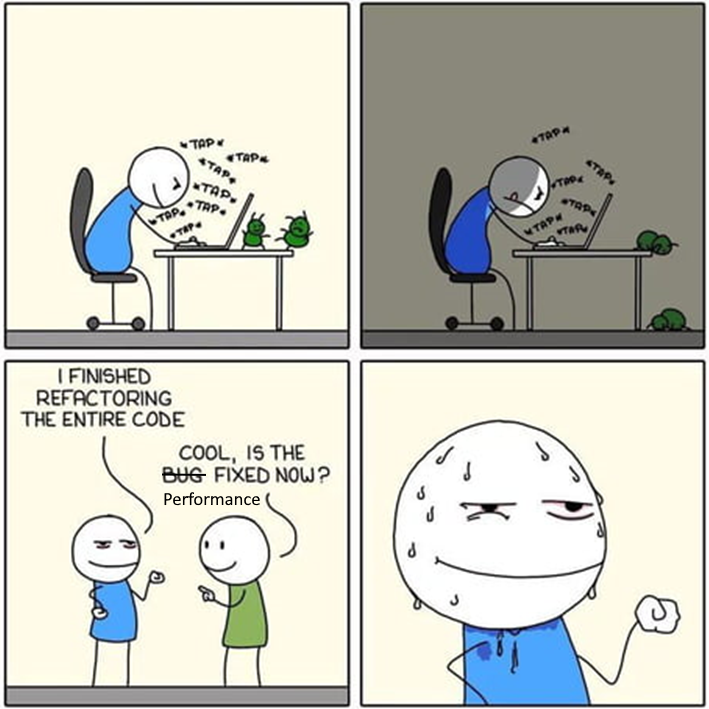 *TAP*
*TAP*
*TAP*
*TAP*
*TAP*
*TAP*
*TAP*
*TAP*
*TAP*
*TAP*
*TAP*
*TAP*
*TAP*
I FINISHED
REFACTORING
THE ENTIRE CODE
COOL, IS THE
BUG FIXED NOW?
Performance